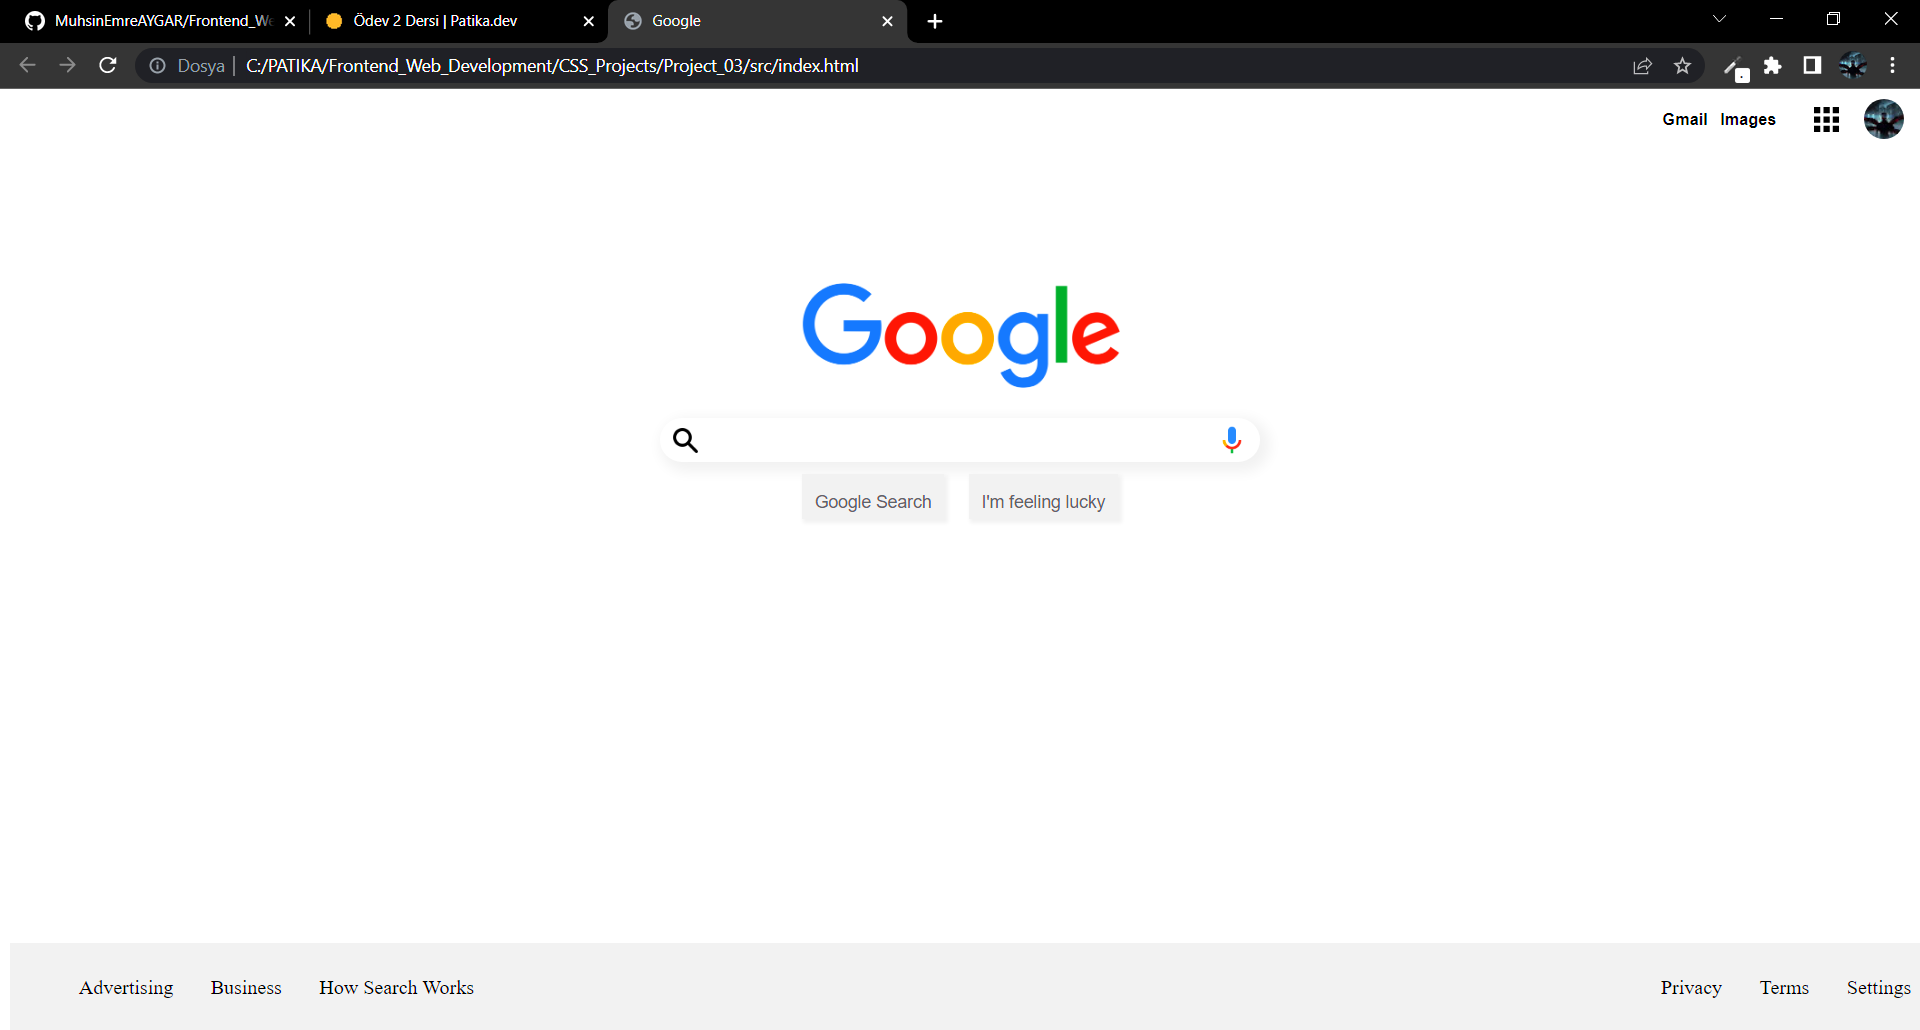 MuhsinEmreAYGAR/Frontend_We Ödev 2 Dersi | Patika.dev Google
Dosya | C:/PATIKA/Frontend_Web_Development/CSS_Projects/Project_03/src/index.html
Gmail Images
Google
Google Search I'm feeling lucky
Advertising Business How Search Works Privacy Terms Settings